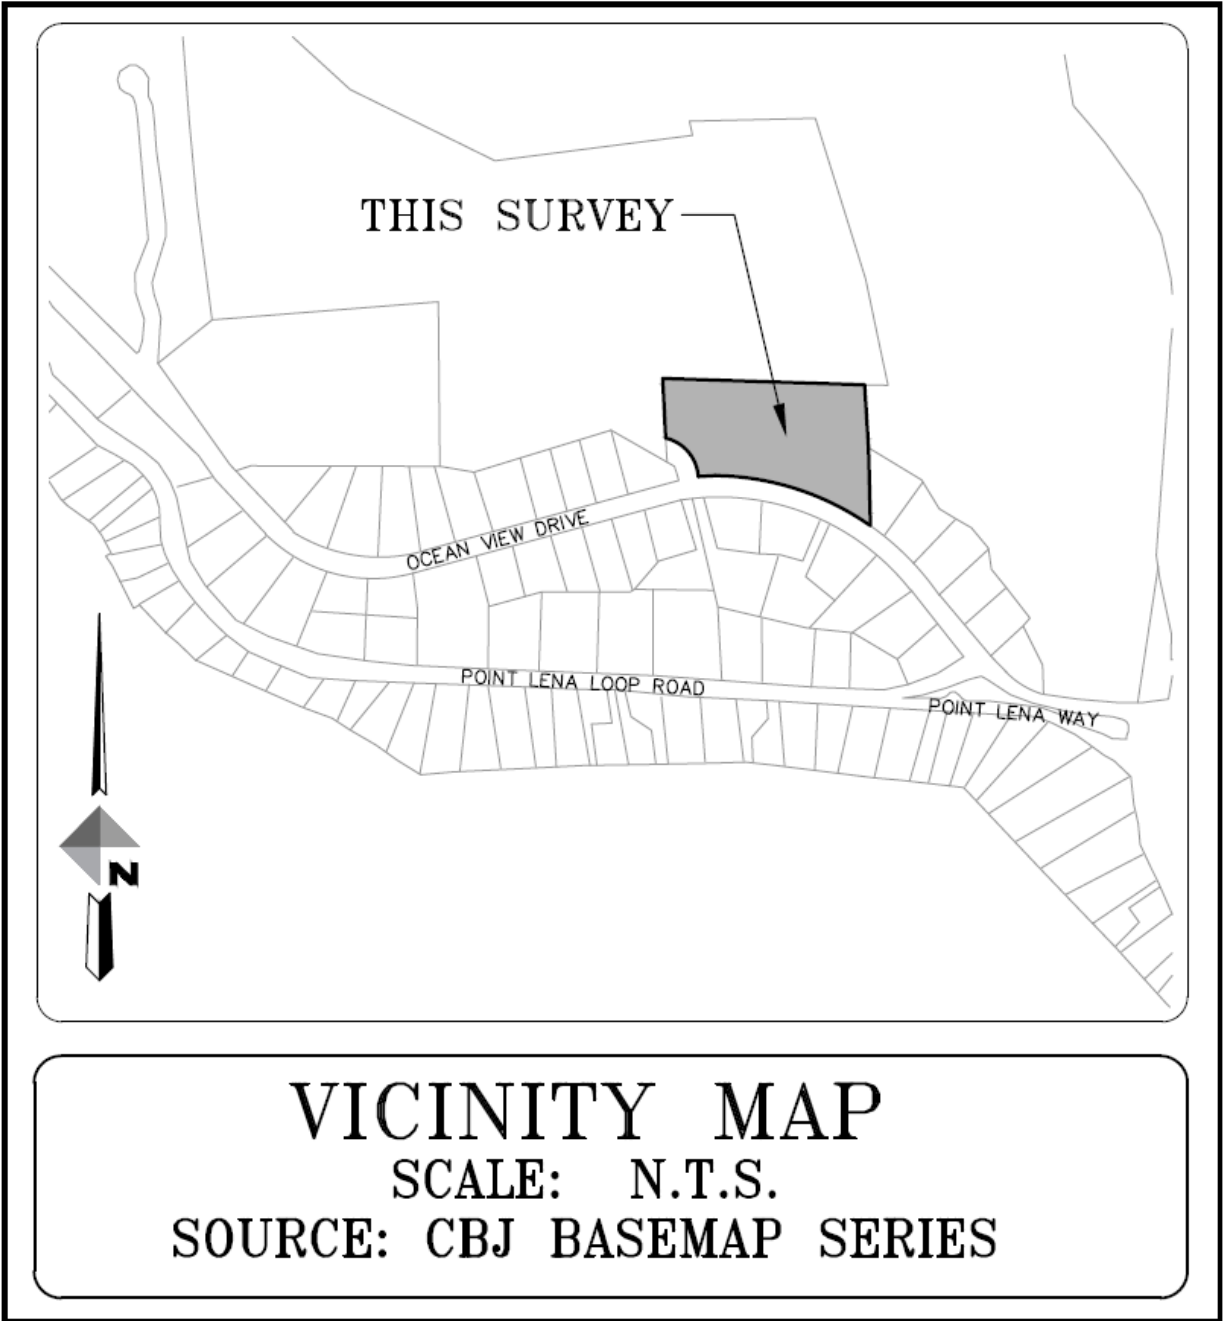 THIS SURVEY
OCEAN VIEW DRIVE
POINT LENA LOOP ROAD
POINT LENA WAY
N
VICINITY MAP
SCALE: N.T.S.
SOURCE: CBJ BASEMAP SERIES